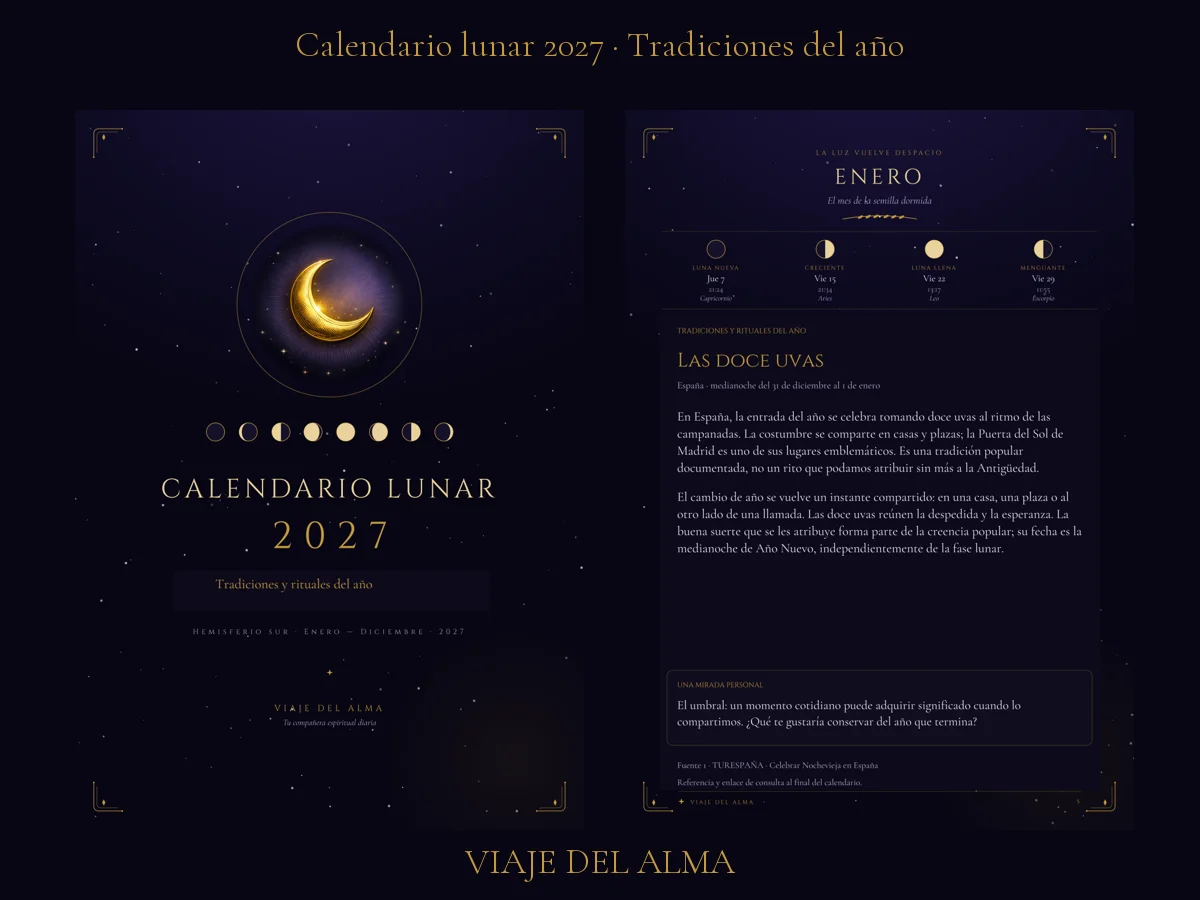 Calendario lunar 2027 · Tradiciones del año
CALENDARIO LUNAR
2027
Tradiciones y rituales del año
HEMISFERIO SUR · ENERO — DICIEMBRE · 2027
VIAJE DEL ALMA
Tu compañera espiritual diaria
LA LUZ VUELVE DESPACIO
ENERO
El mes de la semilla dormida
LUNA NUEVA
Jue 7
21:24
Capricornio*
CRECIENTE
Vie 15
21:34
Aries
LUNA LLENA
Vie 22
13:17
Leo
MENGUANTE
Vie 29
11:55
Escorpio
TRADICIONES Y RITUALES DEL AÑO
LAS DOCE UVAS
España · medianoche del 31 de diciembre al 1 de enero
En España, la entrada del año se celebra tomando doce uvas al ritmo de las
campanadas. La costumbre se comparte en casas y plazas; la Puerta del Sol de
Madrid es uno de sus lugares emblemáticos. Es una tradición popular
documentada, no un rito que podamos atribuir sin más a la Antigüedad.
El cambio de año se vuelve un instante compartido: en una casa, una plaza o al
otro lado de una llamada. Las doce uvas reúnen la despedida y la esperanza. La
buena suerte que se les atribuye forma parte de la creencia popular; su fecha es la
medianoche de Año Nuevo, independientemente de la fase lunar.
UNA MIRADA PERSONAL
El umbral: un momento cotidiano puede adquirir significado cuando lo
compartimos. ¿Qué te gustaría conservar del año que termina?
Fuente 1 · TURESPAÑA · Celebrar Nochevieja en España
Referencia y enlace de consulta al final del calendario.
VIAJE DEL ALMA
5
VIAJE DEL ALMA